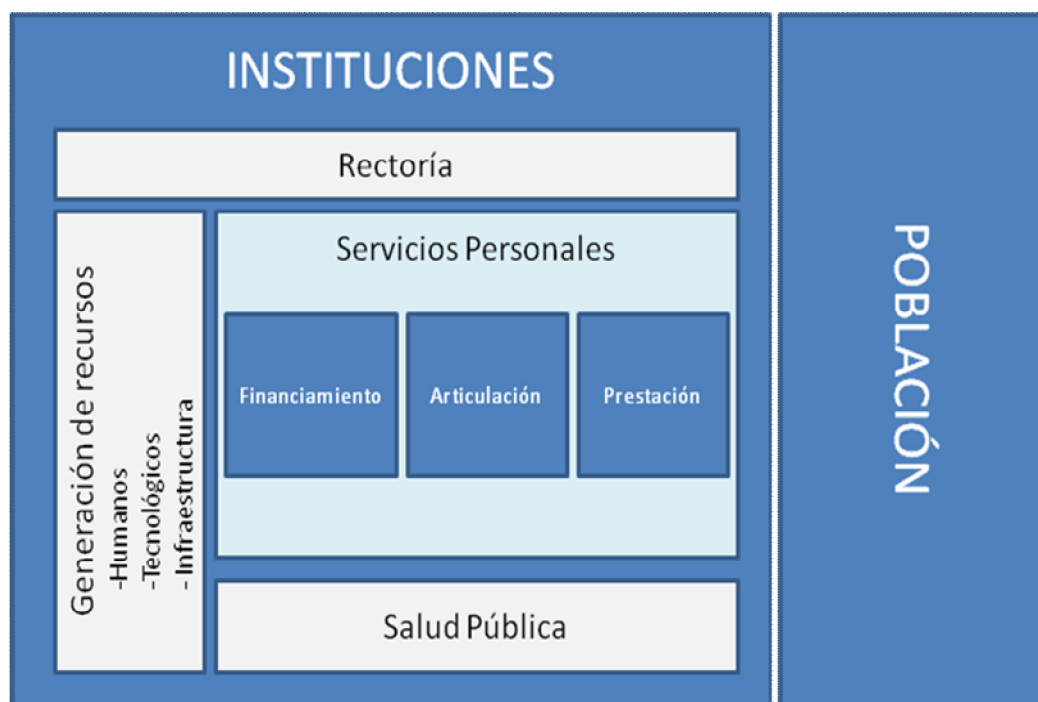 INSTITUCIONES
Rectoría
Generación de recursos
-Humanos
-Tecnológicos
- Infraestructura
Servicios Personales
Financiamiento
Articulación
Prestación
Salud Pública
POBLACIÓN